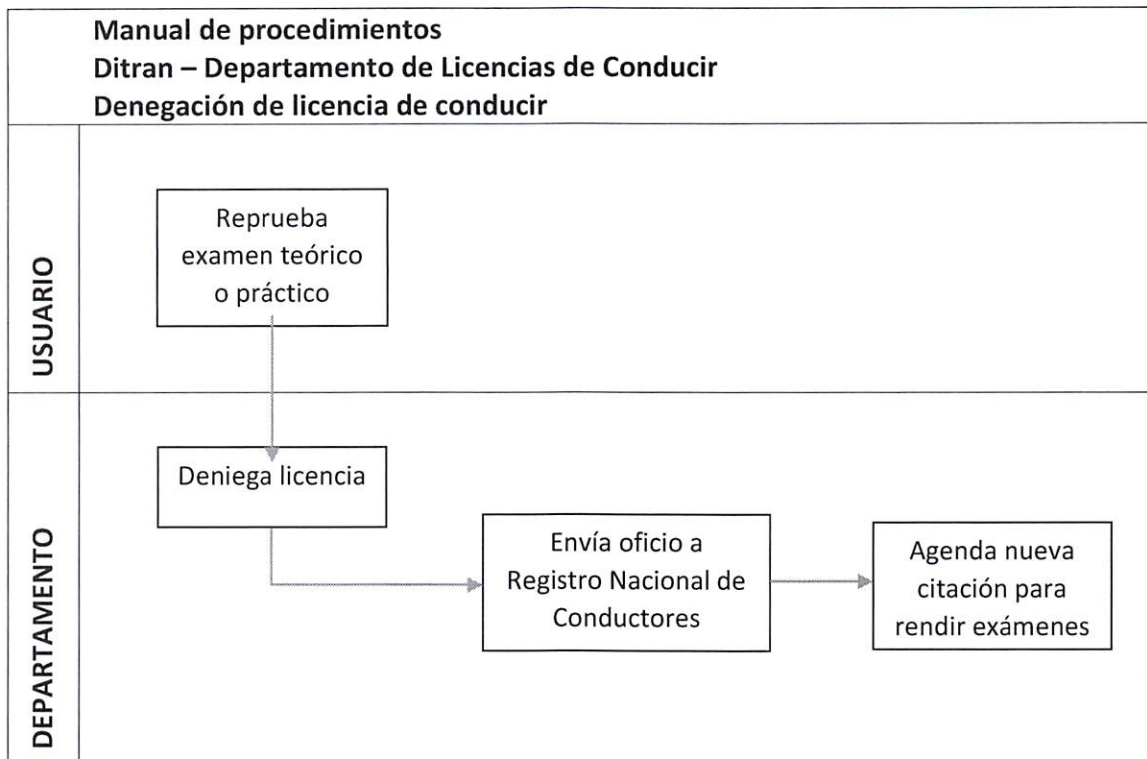 Manual de procedimientos
Ditran – Departamento de Licencias de Conducir
Denegación de licencia de conducir
USUARIO
Reprueba
examen teórico
o práctico
DEPARTAMENTO
Deniega licencia
Envía oficio a
Registro Nacional de
Conductores
Agenda nueva
citación para
rendir exámenes